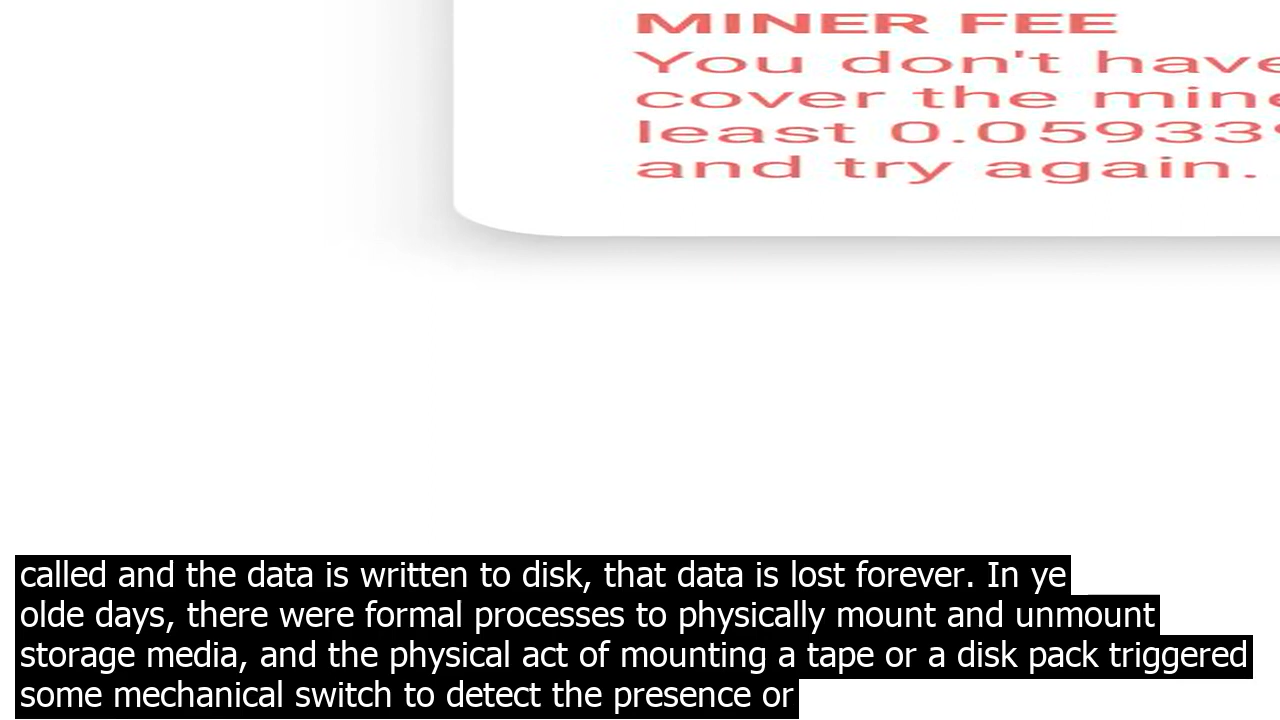 MINER FEE
You don't have
cover the
least 0.05933
and try again.
called and the data is written to disk, that data is lost forever. In ye
olde days, there were formal processes to physically mount and unmount
storage media, and the physical act of mounting a tape or a disk pack triggered
some mechanical switch to detect the presence or